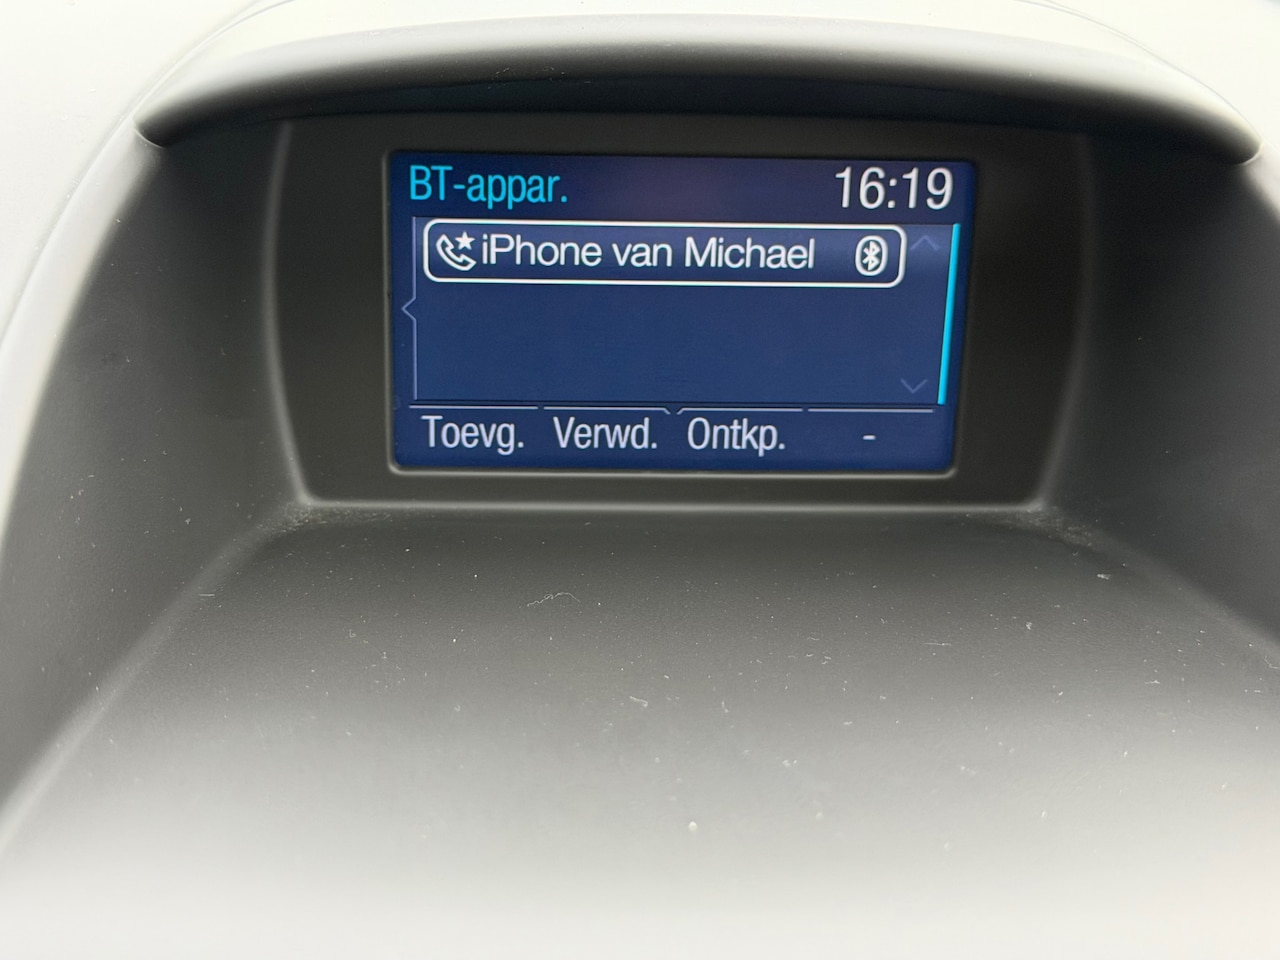 BT-appar. 16:19
iPhone van Michael
Toevg. Verwd. Ontkp. -